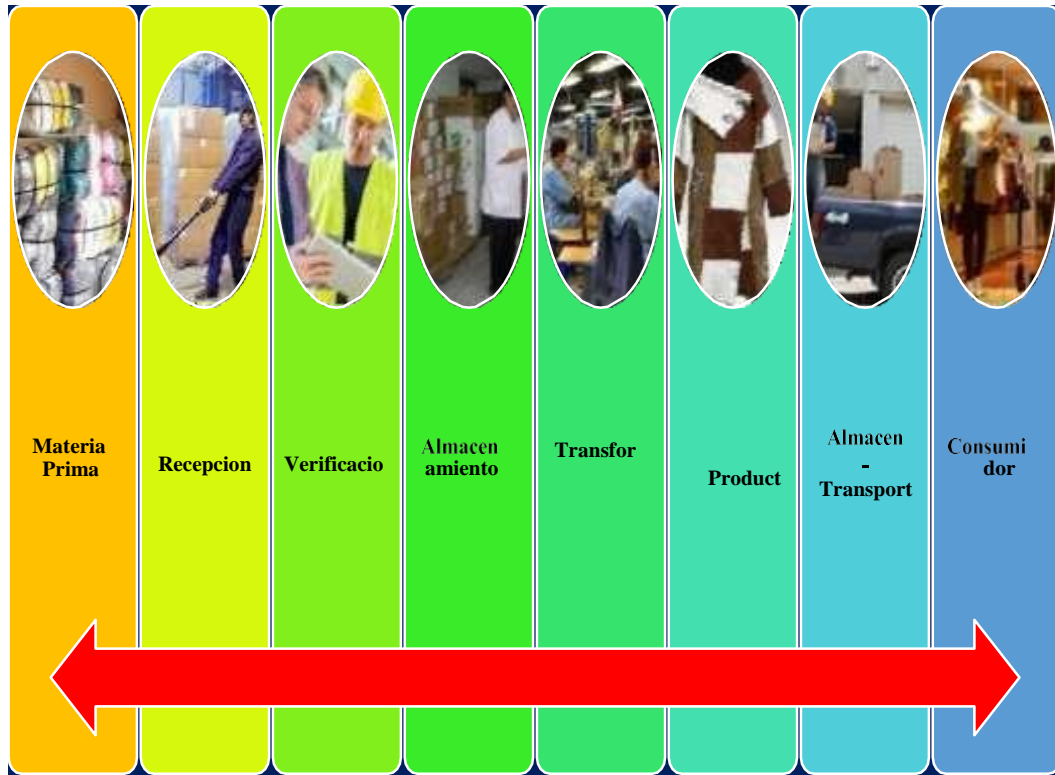 Materia
Prima
Recepcion
Verificacio
Almacen
amiento
Transfor
Product
Almacen
-
Transport
Consumi
dor